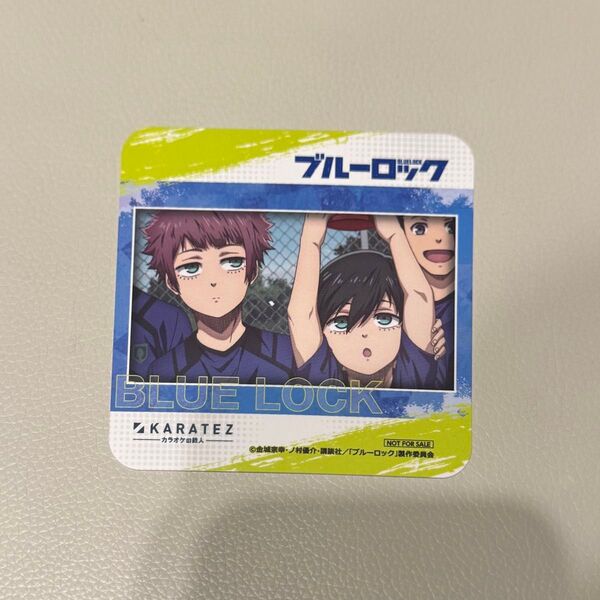 ブルーロック
BLUELOCK
BLUE LOCK
KARATEZ
カラオケの鉄人
NOT FOR SALE
©金城宗幸・ノ村優介・講談社／「ブルーロック」製作委員会